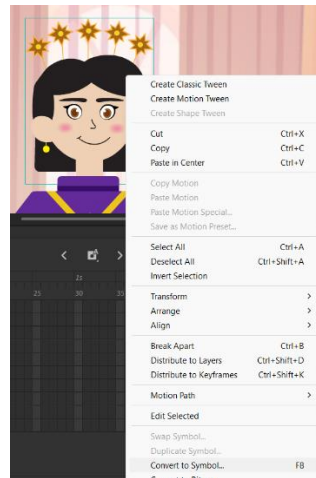 Create Classic Tween
Create Motion Tween
Create Shape Tween
Cut Ctrl+X
Copy Ctrl+C
Paste in Center Ctrl+V
Copy Motion
Paste Motion
Paste Motion Special...
Save as Motion Preset...
Select All Ctrl+A
Deselect All Ctrl+Shift+A
Invert Selection
Transform >
Arrange >
Align >
Break Apart Ctrl+B
Distribute to Layers Ctrl+Shift+D
Distribute to Keyframes Ctrl+Shift+K
Motion Path >
Edit Selected
Swap Symbol...
Duplicate Symbol...
Convert to Symbol... F8
2s
25 30 35